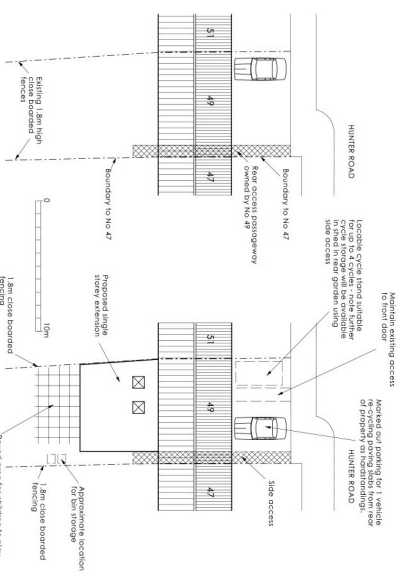 HUNTER ROAD
51
49
47
Existing 1.8m high
close boarded
fences
Boundary to No 47
Rear access passageway
owned by No 49
Boundary to No 47
0
10m
Maintain existing access
to front door
Marked out parking for 1 vehicle
re-cycling paving slabs from rear
of property as hardstandings.
HUNTER ROAD
Locable cycle stand suitable
for up to 4 cycles - note further
cycle storage will be available
in shed in rear garden using
side access
51
49
47
Side access
Proposed single
storey extension
1.8m close boarded
fencing
Approximate location
for bin storage
1.8m close boarded
fencing